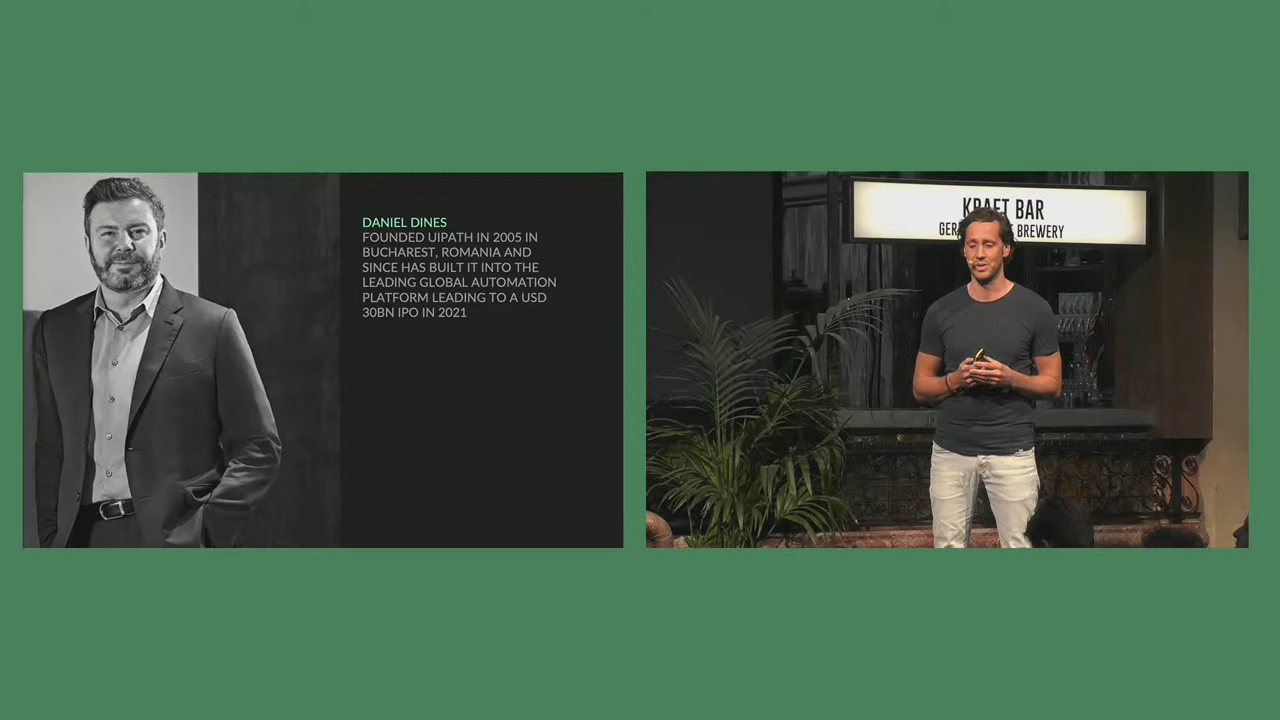 DANIEL DINES
FOUNDED UIPATH IN 2005 IN
BUCHAREST, ROMANIA AND
SINCE HAS BUILT IT INTO THE
LEADING GLOBAL AUTOMATION
PLATFORM LEADING TO A USD
30BN IPO IN 2021
KRAFT BAR
BREWERY